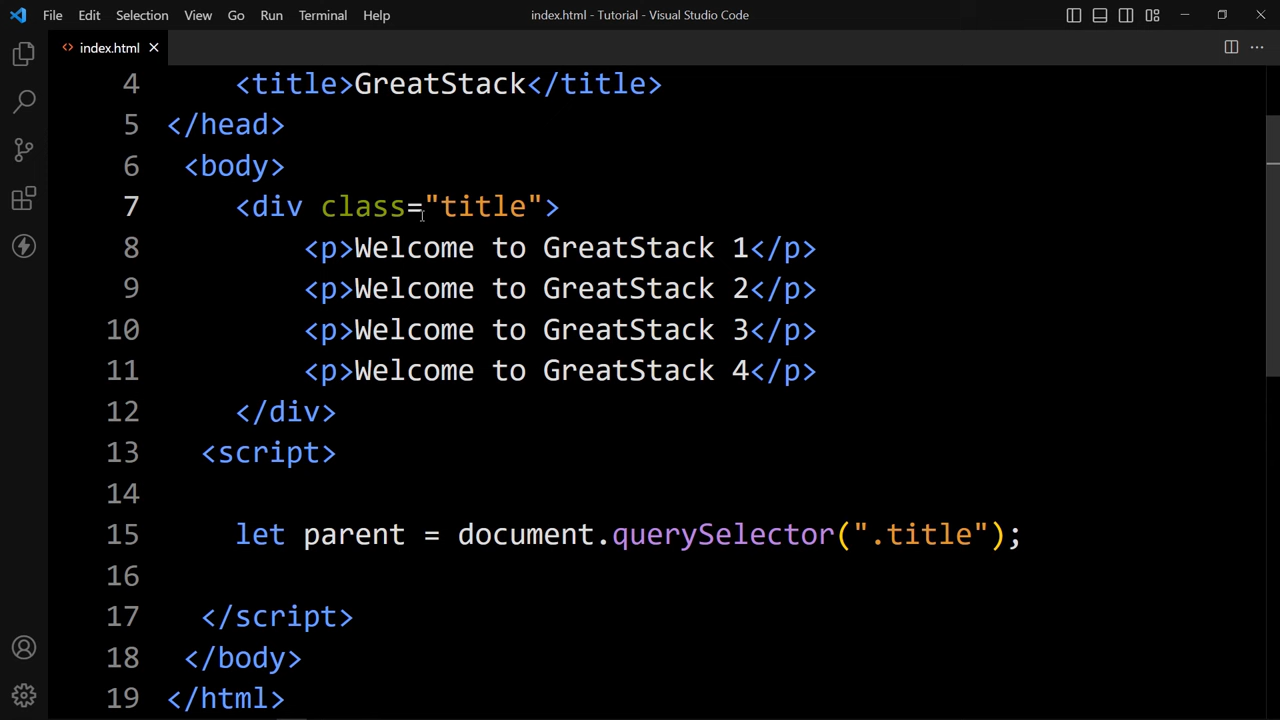 File Edit Selection View Go Run Terminal Help index.html - Tutorial - Visual Studio Code
<> index.html
4 <title>GreatStack</title>
5 </head>
6 <body>
7 <div class="title">
8 <p>Welcome to GreatStack 1</p>
9 <p>Welcome to GreatStack 2</p>
10 <p>Welcome to GreatStack 3</p>
11 <p>Welcome to GreatStack 4</p>
12 </div>
13 <script>
14
15 let parent = document.querySelector(".title");
16
17 </script>
18 </body>
19 </html>